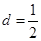 d = 1/2